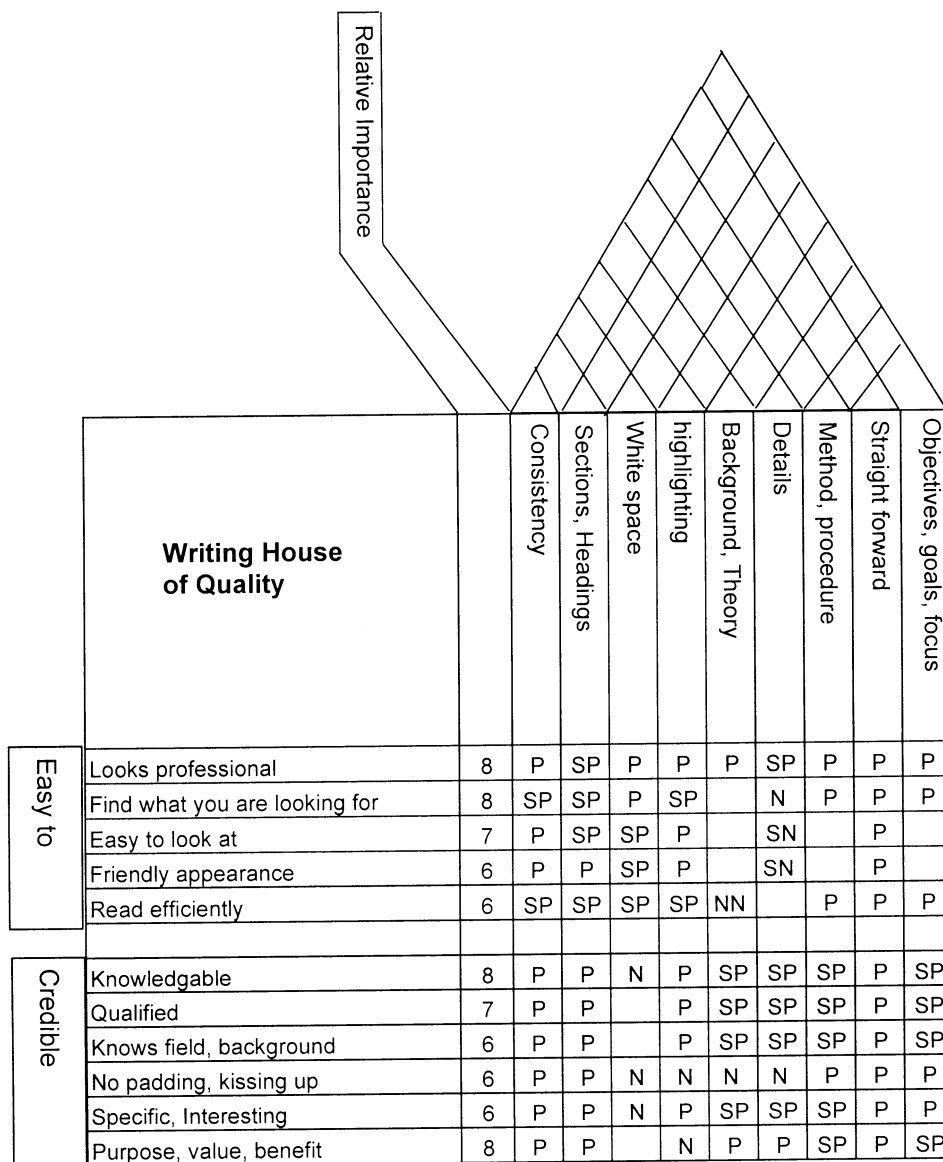 Relative Importance
Writing House
of Quality
Consistency
Sections, Headings
White space
highlighting
Background, Theory
Details
Method, procedure
Straight forward
Objectives, goals, focus
Easy to
Looks professional 8 P SP P P P SP P P P
Find what you are looking for 8 SP SP P SP N P P P
Easy to look at 7 P SP SP P SN P
Friendly appearance 6 P P SP P SN P
Read efficiently 6 SP SP SP SP NN P P P
Credible
Knowledgable 8 P P N P SP SP SP P SP
Qualified 7 P P P SP SP SP P SP
Knows field, background 6 P P P SP SP SP P SP
No padding, kissing up 6 P P N N N N P P P
Specific, Interesting 6 P P N P SP SP SP P P
Purpose, value, benefit 8 P P N P P SP P SP